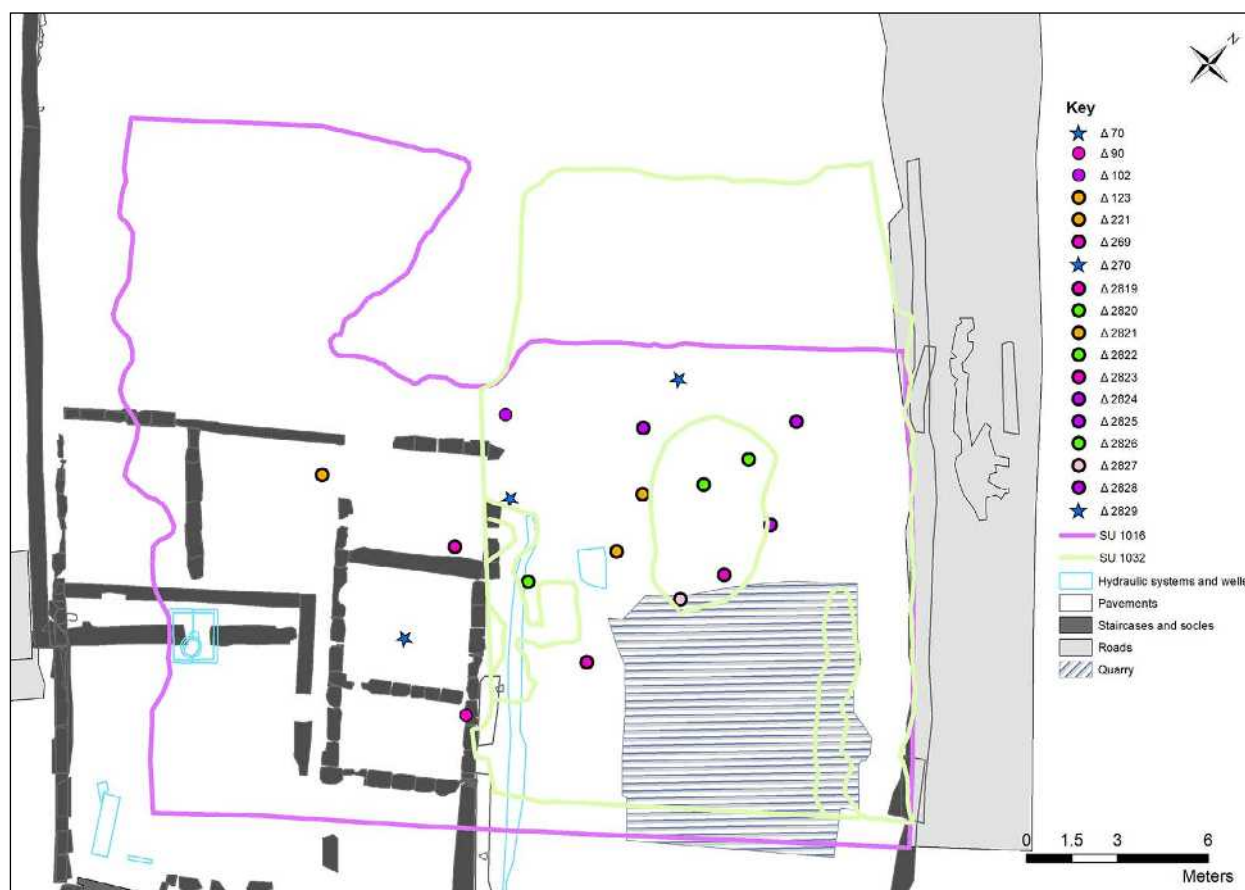 N
Key
Δ 70
Δ 90
Δ 102
Δ 123
Δ 221
Δ 269
Δ 270
Δ 2819
Δ 2820
Δ 2821
Δ 2822
Δ 2823
Δ 2824
Δ 2825
Δ 2826
Δ 2827
Δ 2828
Δ 2829
SU 1016
SU 1032
Hydraulic systems and welle
Pavements
Staircases and socles
Roads
Quarry
0 1.5 3 6
Meters